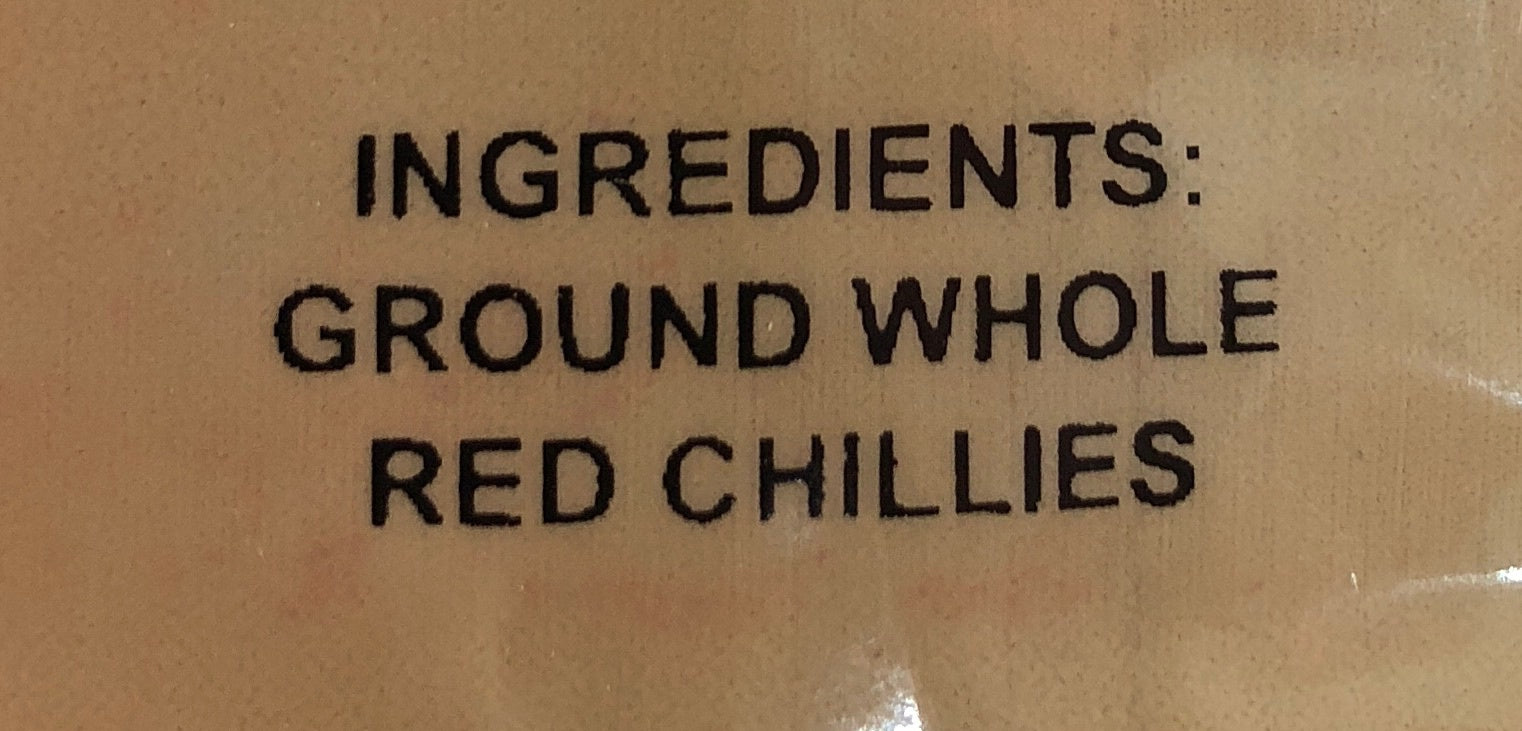 INGREDIENTS:
GROUND WHOLE
RED CHILLIES